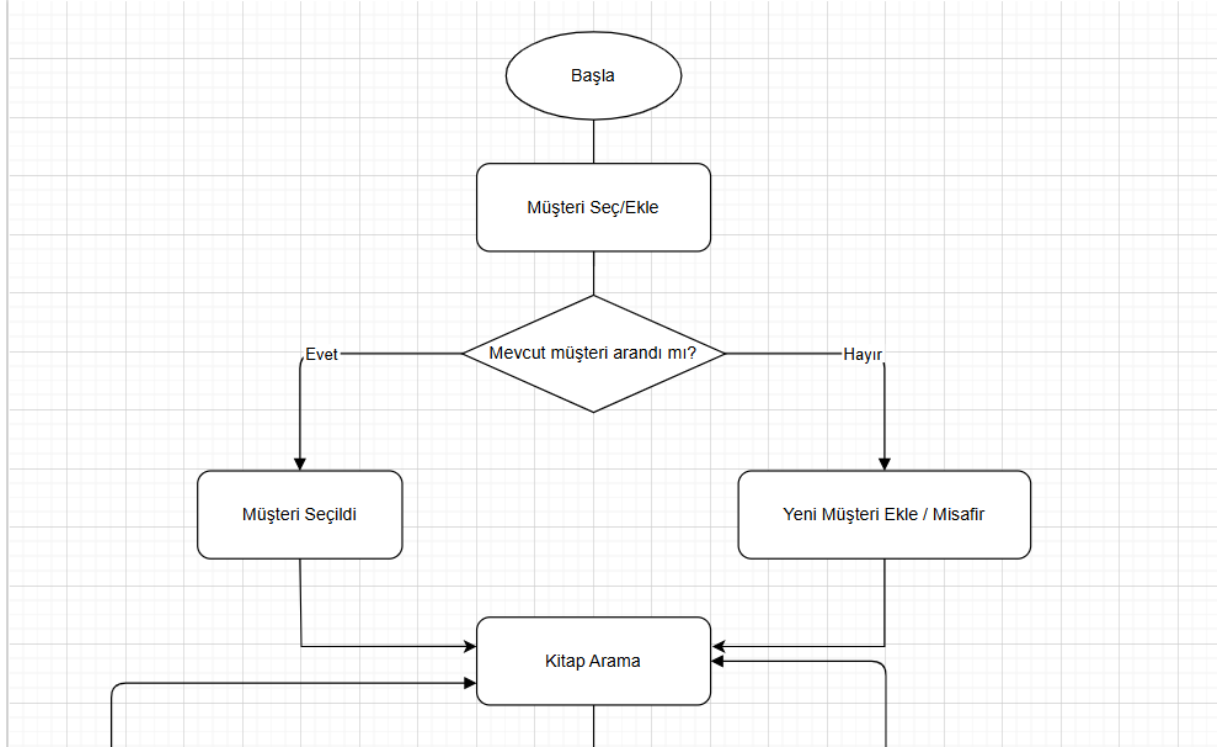 Başla
Müşteri Seç/Ekle
Mevcut müşteri arandı mı?
Evet
Hayır
Müşteri Seçildi
Yeni Müşteri Ekle / Misafir
Kitap Arama